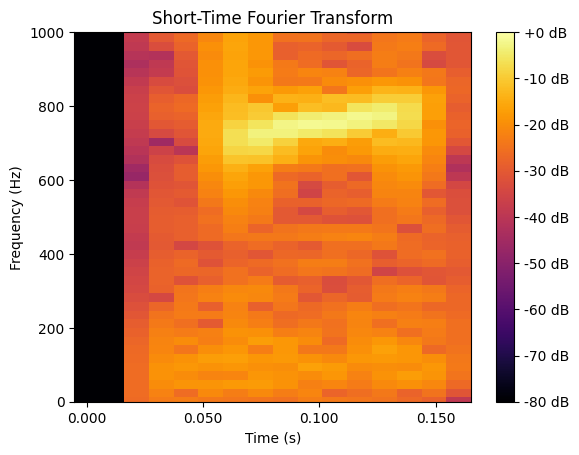 Short-Time Fourier Transform
1000
800
600
400
200
0
Frequency (Hz)
0.000
0.050
0.100
0.150
Time (s)
+0 dB
-10 dB
-20 dB
-30 dB
-40 dB
-50 dB
-60 dB
-70 dB
-80 dB